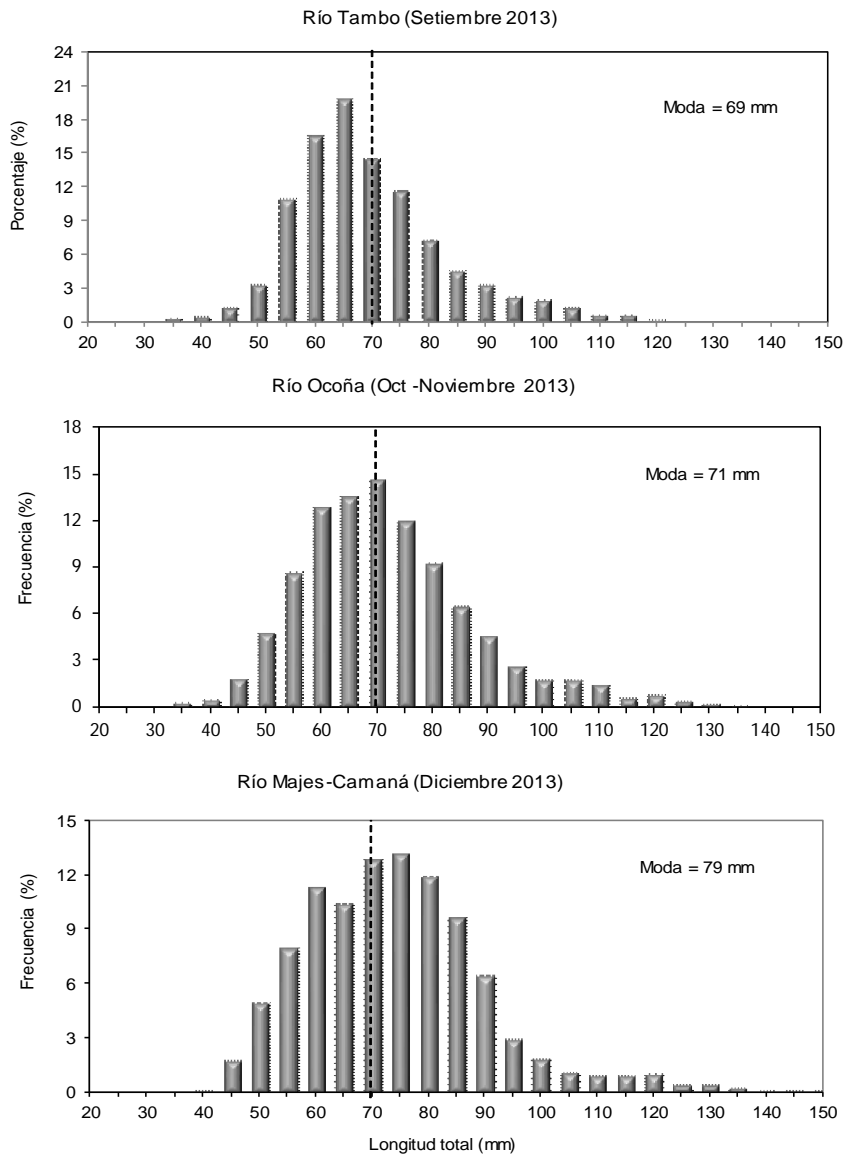 Río Tambo (Setiembre 2013)
24
21
18
15
12
9
6
3
0
Porcentaje (%)
Moda = 69 mm
20 30 40 50 60 70 80 90 100 110 120 130 140 150
Río Ocoña (Oct -Noviembre 2013)
18
15
12
9
6
3
0
Frecuencia (%)
Moda = 71 mm
20 30 40 50 60 70 80 90 100 110 120 130 140 150
Río Majes-Camaná (Diciembre 2013)
15
12
9
6
3
0
Frecuencia (%)
Moda = 79 mm
20 30 40 50 60 70 80 90 100 110 120 130 140 150
Longitud total (mm)